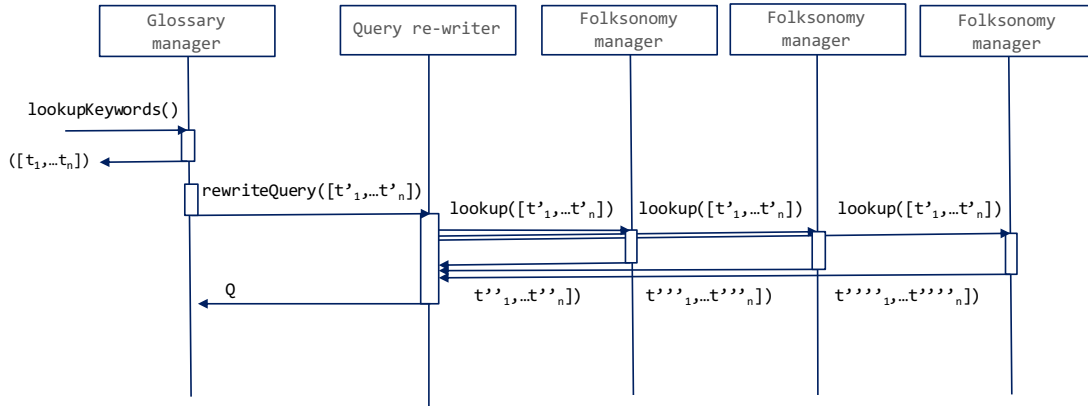 Glossary
manager
Query re-writer
Folksonomy
manager
Folksonomy
manager
Folksonomy
manager
lookupKeywords()
([t₁,…tₙ])
rewriteQuery([t’₁,…t’ₙ])
lookup([t’₁,…t’ₙ])
lookup([t’₁,…t’ₙ])
lookup([t’₁,…t’ₙ])
Q
t’’₁,…t’’ₙ])
t’’’₁,…t’’’ₙ])
t’’’’₁,…t’’’’ₙ])